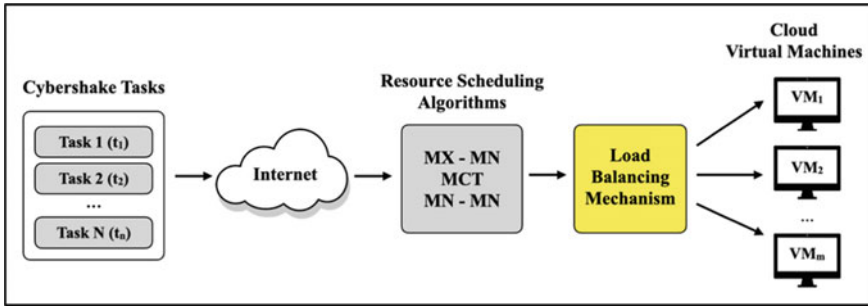 Cybershake Tasks
Task 1 (t₁)
Task 2 (t₂)
...
Task N (tₙ)
Internet
Resource Scheduling
Algorithms
MX - MN
MCT
MN - MN
Load
Balancing
Mechanism
Cloud
Virtual Machines
VM₁
VM₂
...
VMₘ